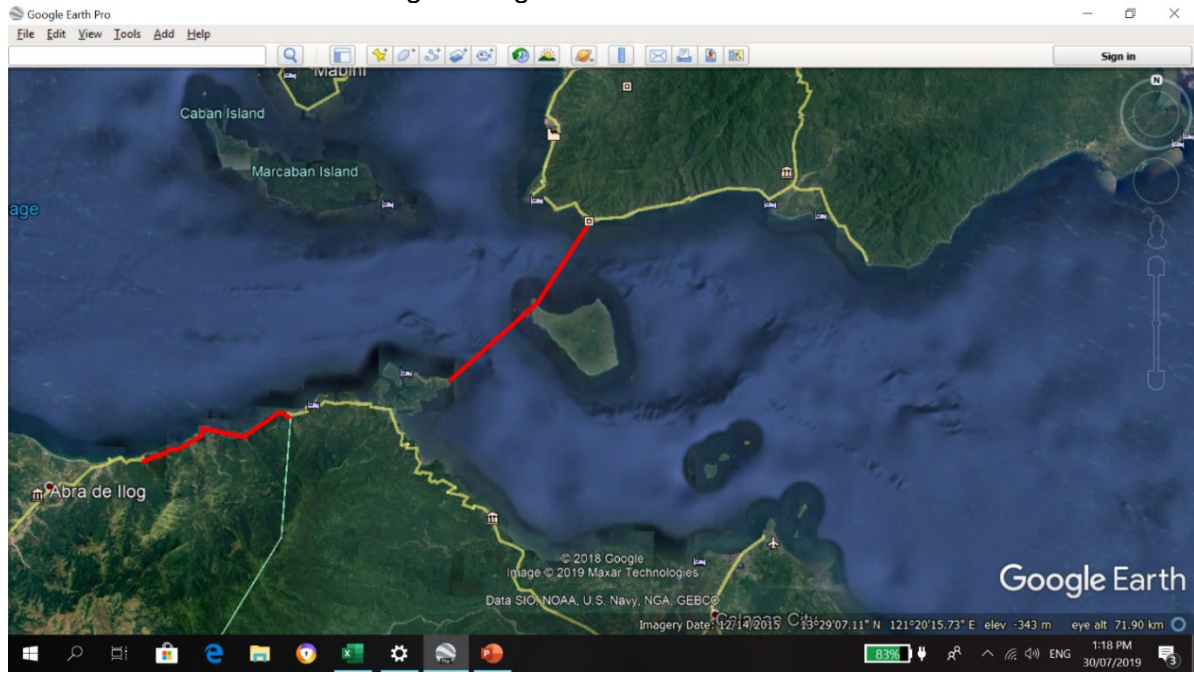 Google Earth Pro
File Edit View Tools Add Help
Sign in
Mabini
N
Caban Island
Marcaban Island
age
Abra de Ilog
© 2018 Google
Image © 2019 Maxar Technologies
Data SIO, NOAA, U.S. Navy, NGA, GEBCO
Google Earth
Imagery Date: 12/14/2015 13°29'07.11" N 121°20'15.73" E elev -343 m eye alt 71.90 km
83% ENG 1:18 PM
30/07/2019
3